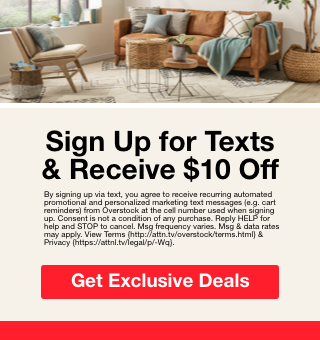 Sign Up for Texts
& Receive $10 Off
By signing up via text, you agree to receive recurring automated
promotional and personalized marketing text messages (e.g. cart
reminders) from Overstock at the cell number used when signing
up. Consent is not a condition of any purchase. Reply HELP for
help and STOP to cancel. Msg frequency varies. Msg & data rates
may apply. View Terms (http://attn.tv/overstock/terms.html) &
Privacy (https://attnl.tv/legal/p/-Wq).
Get Exclusive Deals